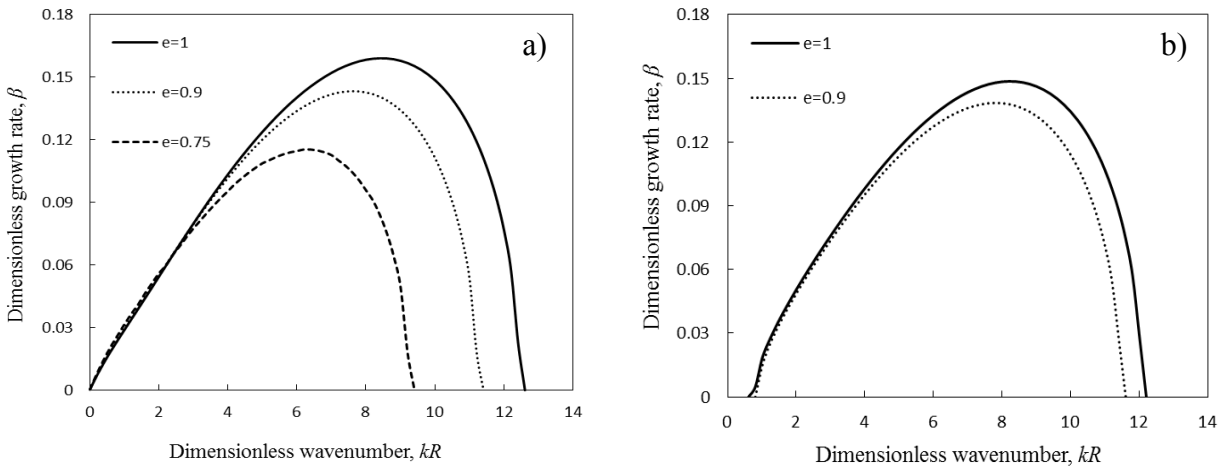 0.18
0.15
0.12
0.09
0.06
0.03
0
0 2 4 6 8 10 12 14
Dimensionless growth rate, β
Dimensionless wavenumber, kR
e=1
e=0.9
e=0.75
a)
0.18
0.15
0.12
0.09
0.06
0.03
0
0 2 4 6 8 10 12 14
Dimensionless growth rate, β
Dimensionless wavenumber, kR
e=1
e=0.9
b)